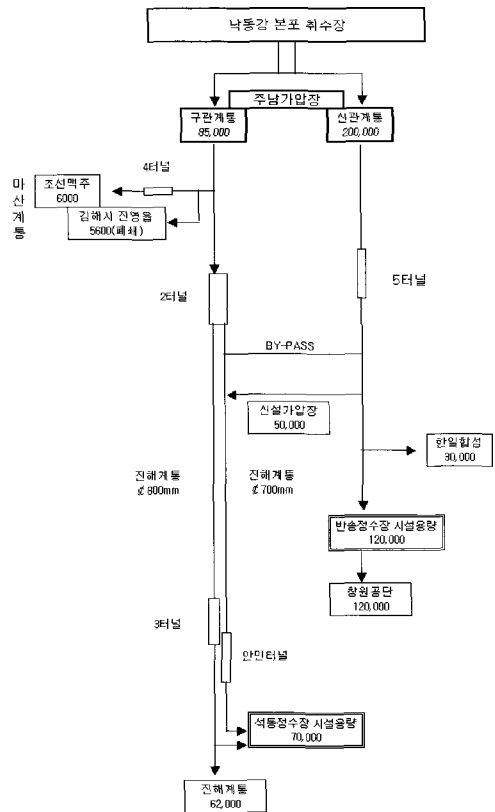 낙동감 본포 취수장
주남가압장
구관계통
85,000
신관계통
200,000
4터널
마산계통
조선맥주
6000
김해시 진영읍
5600(폐쇄)
2터널
5터널
BY-PASS
신설가압장
50,000
한일합성
30,000
진해계통
₡800mm
진해계통
₡700mm
반송정수장 시설용량
120,000
창원공단
120,000
3터널
안민터널
석동정수장 시설용량
70,000
진해계통
62,000